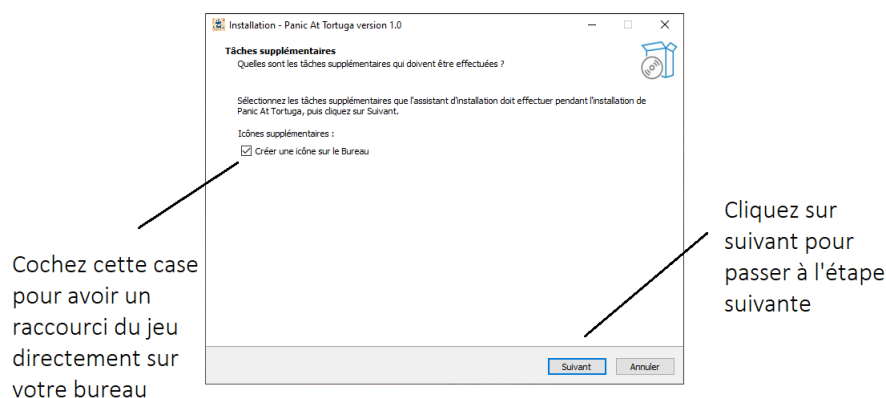 Installation - Panic At Tortuga version 1.0
Tâches supplémentaires
Quelles sont les tâches supplémentaires qui doivent être effectuées ?
Sélectionnez les tâches supplémentaires que l'assistant d'installation doit effectuer pendant l'installation de
Panic At Tortuga, puis cliquez sur Suivant.
Icônes supplémentaires :
Créer une icône sur le Bureau
Cochez cette case
pour avoir un
raccourci du jeu
directement sur
votre bureau
Cliquez sur
suivant pour
passer à l'étape
suivante
Suivant
Annuler